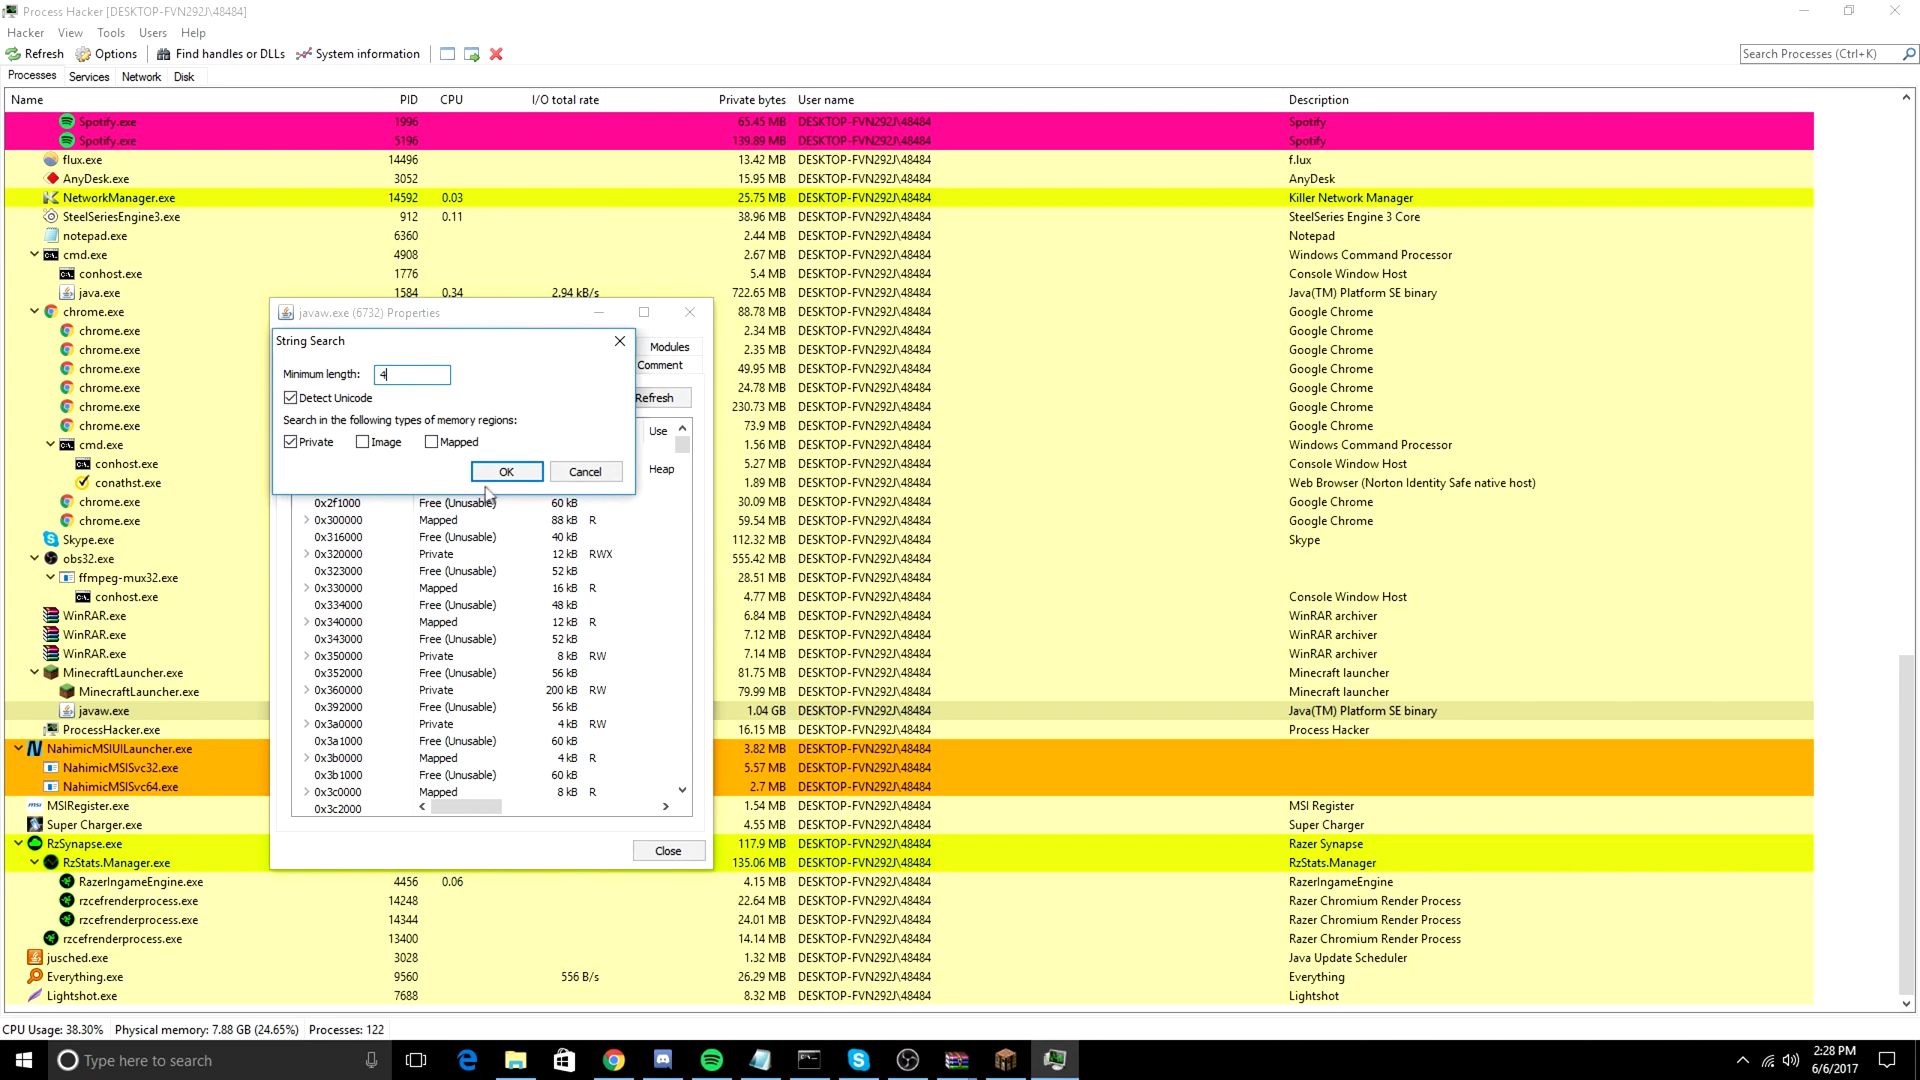 Process Hacker [DESKTOP-FVN292J\48484]
Hacker View Tools Users Help
Refresh Options Find handles or DLLs System information Search Processes (Ctrl+K)
Processes Services Network Disk
Name PID CPU I/O total rate Private bytes User name Description
Spotify.exe 1996 65.45 MB DESKTOP-FVN292J\48484 Spotify
Spotify.exe 5196 139.89 MB DESKTOP-FVN292J\48484 Spotify
flux.exe 14496 13.42 MB DESKTOP-FVN292J\48484 f.lux
AnyDesk.exe 3052 15.95 MB DESKTOP-FVN292J\48484 AnyDesk
NetworkManager.exe 14592 0.03 25.75 MB DESKTOP-FVN292J\48484 Killer Network Manager
SteelSeriesEngine3.exe 912 0.11 38.96 MB DESKTOP-FVN292J\48484 SteelSeries Engine 3 Core
notepad.exe 6360 2.44 MB DESKTOP-FVN292J\48484 Notepad
cmd.exe 4908 2.67 MB DESKTOP-FVN292J\48484 Windows Command Processor
conhost.exe 1776 5.4 MB DESKTOP-FVN292J\48484 Console Window Host
java.exe 1584 0.34 2.94 kB/s 722.65 MB DESKTOP-FVN292J\48484 Java(TM) Platform SE binary
chrome.exe 88.78 MB DESKTOP-FVN292J\48484 Google Chrome
chrome.exe 2.34 MB DESKTOP-FVN292J\48484 Google Chrome
chrome.exe 2.35 MB DESKTOP-FVN292J\48484 Google Chrome
chrome.exe 49.95 MB DESKTOP-FVN292J\48484 Google Chrome
chrome.exe 24.78 MB DESKTOP-FVN292J\48484 Google Chrome
chrome.exe 230.73 MB DESKTOP-FVN292J\48484 Google Chrome
chrome.exe 73.9 MB DESKTOP-FVN292J\48484 Google Chrome
cmd.exe 1.56 MB DESKTOP-FVN292J\48484 Windows Command Processor
conhost.exe 5.27 MB DESKTOP-FVN292J\48484 Console Window Host
conathst.exe 1.89 MB DESKTOP-FVN292J\48484 Web Browser (Norton Identity Safe native host)
chrome.exe 30.09 MB DESKTOP-FVN292J\48484 Google Chrome
chrome.exe 59.54 MB DESKTOP-FVN292J\48484 Google Chrome
Skype.exe 112.32 MB DESKTOP-FVN292J\48484 Skype
obs32.exe 555.42 MB DESKTOP-FVN292J\48484
ffmpeg-mux32.exe 28.51 MB DESKTOP-FVN292J\48484
conhost.exe 4.77 MB DESKTOP-FVN292J\48484 Console Window Host
WinRAR.exe 6.84 MB DESKTOP-FVN292J\48484 WinRAR archiver
WinRAR.exe 7.12 MB DESKTOP-FVN292J\48484 WinRAR archiver
WinRAR.exe 7.14 MB DESKTOP-FVN292J\48484 WinRAR archiver
MinecraftLauncher.exe 81.75 MB DESKTOP-FVN292J\48484 Minecraft launcher
MinecraftLauncher.exe 79.99 MB DESKTOP-FVN292J\48484 Minecraft launcher
javaw.exe 1.04 GB DESKTOP-FVN292J\48484 Java(TM) Platform SE binary
ProcessHacker.exe 16.15 MB DESKTOP-FVN292J\48484 Process Hacker
NahimicMSIUILauncher.exe 3.82 MB DESKTOP-FVN292J\48484
NahimicMSISvc32.exe 5.57 MB DESKTOP-FVN292J\48484
NahimicMSISvc64.exe 2.7 MB DESKTOP-FVN292J\48484
MSIRegister.exe 1.54 MB DESKTOP-FVN292J\48484 MSI Register
Super Charger.exe 4.55 MB DESKTOP-FVN292J\48484 Super Charger
RzSynapse.exe 117.9 MB DESKTOP-FVN292J\48484 Razer Synapse
RzStats.Manager.exe 135.06 MB DESKTOP-FVN292J\48484 RzStats.Manager
RazerIngameEngine.exe 4456 0.06 4.15 MB DESKTOP-FVN292J\48484 RazerIngameEngine
rzcefrenderprocess.exe 14248 22.64 MB DESKTOP-FVN292J\48484 Razer Chromium Render Process
rzcefrenderprocess.exe 14344 24.01 MB DESKTOP-FVN292J\48484 Razer Chromium Render Process
rzcefrenderprocess.exe 13400 14.14 MB DESKTOP-FVN292J\48484 Razer Chromium Render Process
jusched.exe 3028 1.32 MB DESKTOP-FVN292J\48484 Java Update Scheduler
Everything.exe 9560 556 B/s 26.29 MB DESKTOP-FVN292J\48484 Everything
Lightshot.exe 7688 8.32 MB DESKTOP-FVN292J\48484 Lightshot
javaw.exe (6732) Properties
Modules
Comment
Refresh
Use
Heap
String Search
Minimum length: 4
Detect Unicode
Search in the following types of memory regions:
Private Image Mapped
OK Cancel
0x2f1000 Free (Unusable) 60 kB
0x300000 Mapped 88 kB R
0x316000 Free (Unusable) 40 kB
0x320000 Private 12 kB RWX
0x323000 Free (Unusable) 52 kB
0x330000 Mapped 16 kB R
0x334000 Free (Unusable) 48 kB
0x340000 Mapped 12 kB R
0x343000 Free (Unusable) 52 kB
0x350000 Private 8 kB RW
0x352000 Free (Unusable) 56 kB
0x360000 Private 200 kB RW
0x392000 Free (Unusable) 56 kB
0x3a0000 Private 4 kB RW
0x3a1000 Free (Unusable) 60 kB
0x3b0000 Mapped 4 kB R
0x3b1000 Free (Unusable) 60 kB
0x3c0000 Mapped 8 kB R
0x3c2000
Close
CPU Usage: 38.30% Physical memory: 7.88 GB (24.65%) Processes: 122
Type here to search
2:28 PM
6/6/2017